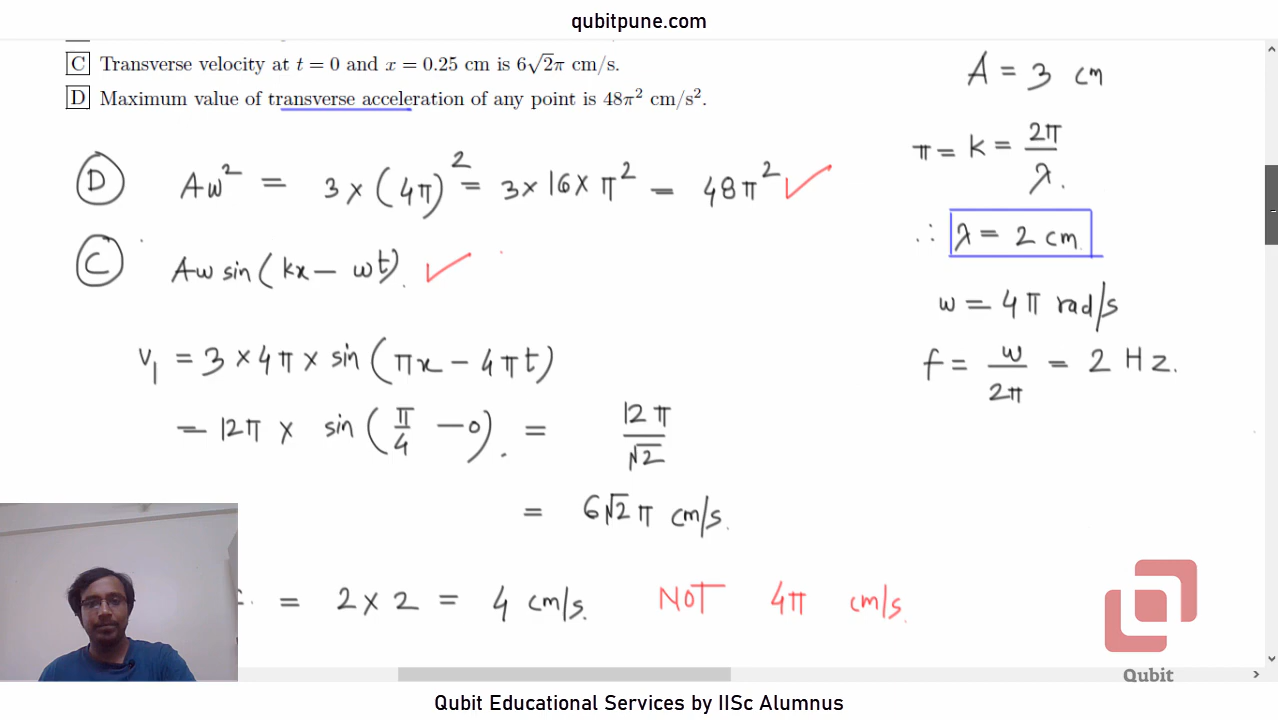 qubitpune.com
C Transverse velocity at t = 0 and x = 0.25 cm is 6√2π cm/s.
D Maximum value of transverse acceleration of any point is 48π² cm/s².
D Aω² = 3 × (4π)² = 3 × 16 × π² = 48π² ✓
C Aω sin(kx − ωt). ✓
v₁ = 3 × 4π × sin(πx − 4πt)
= 12π × sin(π/4 − 0). = 12π/√2
= 6√2π cm/s.
= 2 × 2 = 4 cm/s. NOT 4π cm/s.
A = 3 cm
π = k = 2π/λ.
∴ λ = 2 cm
ω = 4π rad/s
f = ω/2π = 2 Hz.
Qubit
Qubit Educational Services by IISc Alumnus